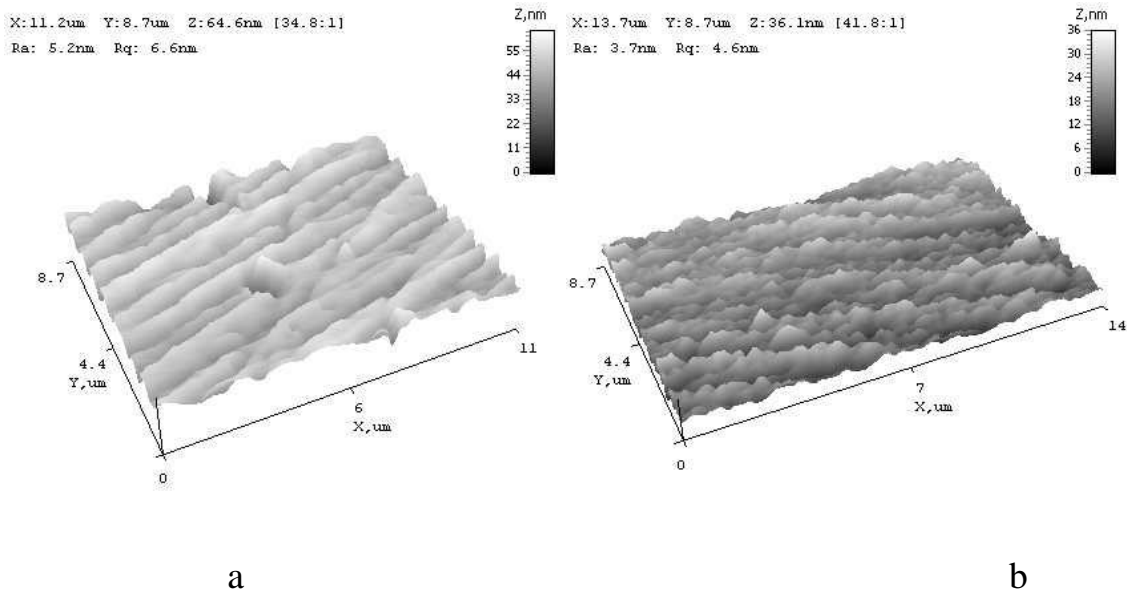 X:11.2um Y:8.7um Z:64.6nm [34.8:1]
Ra: 5.2nm Rq: 6.6nm
Z,nm
55
44
33
22
11
0
8.7
4.4
Y,um
0
6
X,um
11
a
X:13.7um Y:8.7um Z:36.1nm [41.8:1]
Ra: 3.7nm Rq: 4.6nm
Z,nm
36
30
24
18
12
6
0
8.7
4.4
Y,um
0
7
X,um
14
b